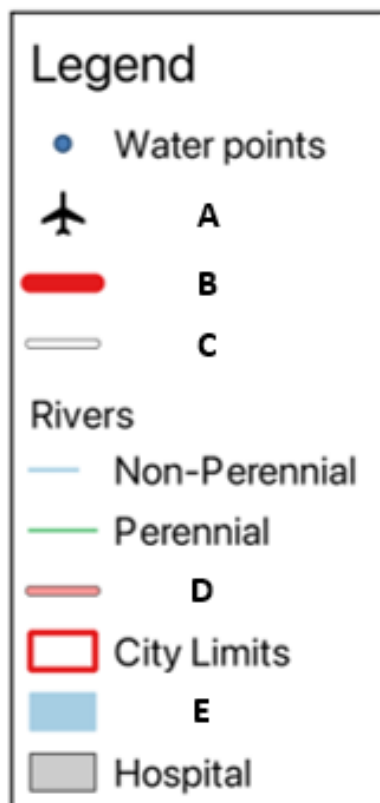 Legend
Water points
A
B
C
Rivers
Non-Perennial
Perennial
D
City Limits
E
Hospital